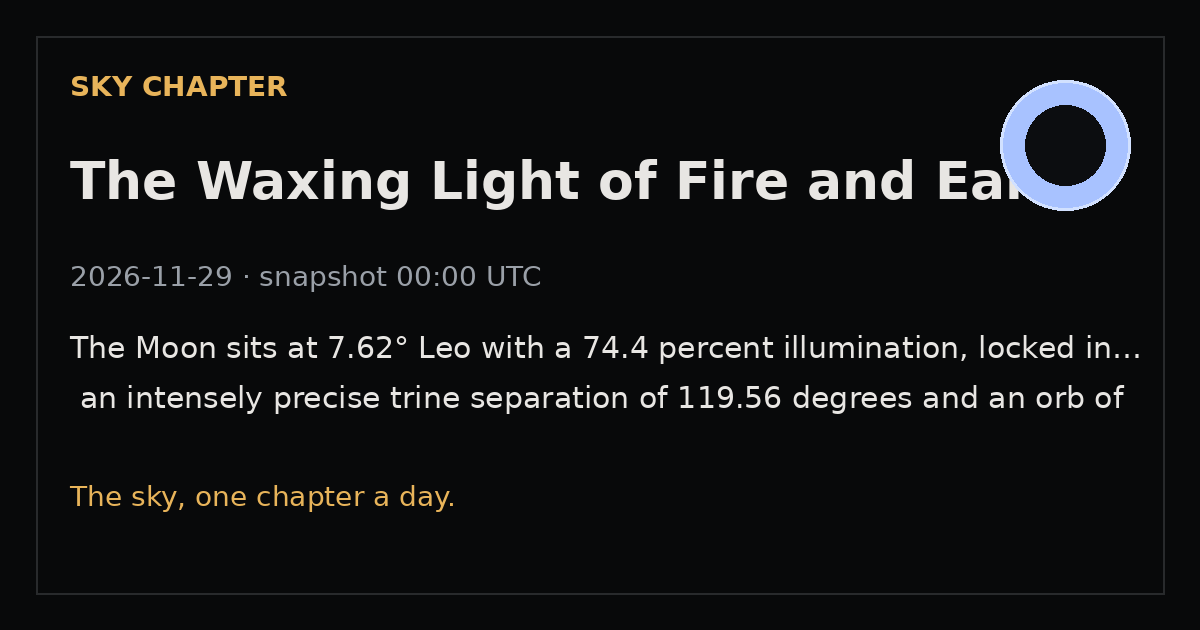 SKY CHAPTER
The Waxing Light of Fire and
2026-11-29 · snapshot 00:00 UTC
The Moon sits at 7.62° Leo with a 74.4 percent illumination, locked in…
an intensely precise trine separation of 119.56 degrees and an orb of
The sky, one chapter a day.